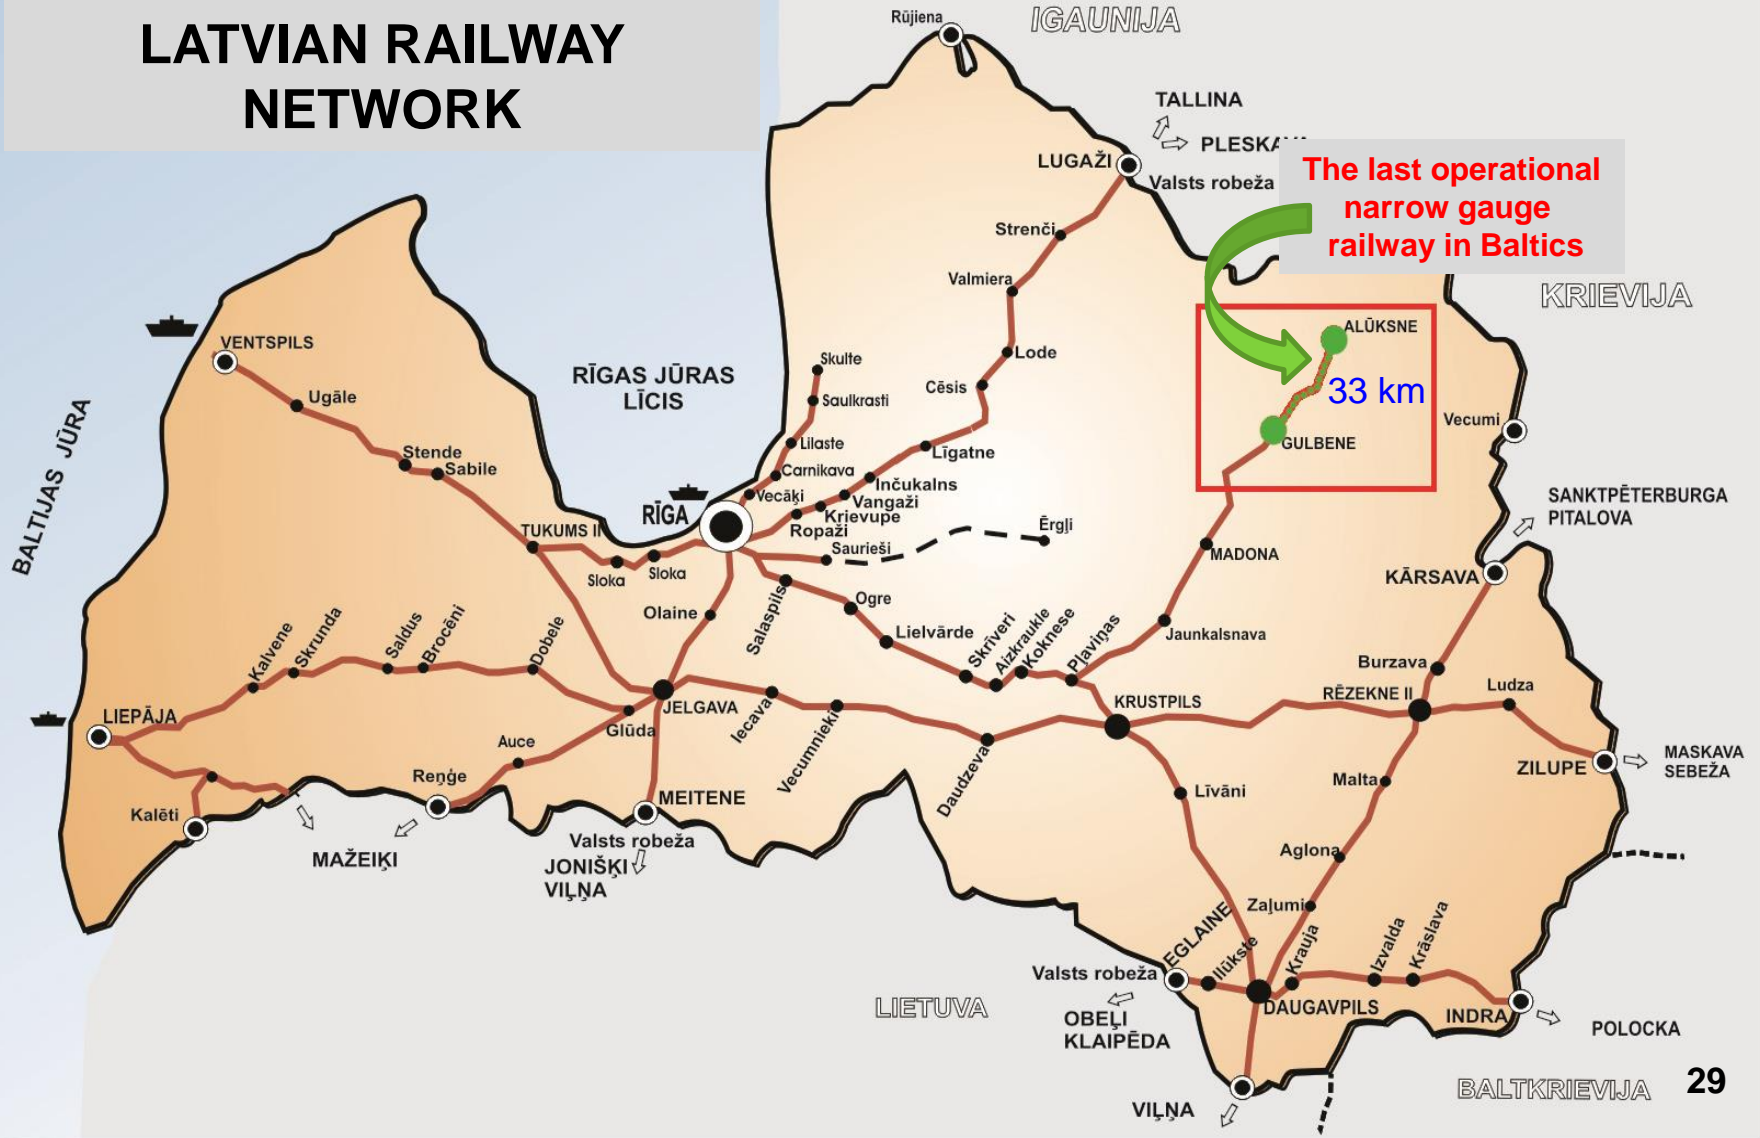 LATVIAN RAILWAY
NETWORK
Rūjiena
IGAUNIJA
TALLINA
LUGAŽI
Valsts robeža
The last operational
narrow gauge
railway in Baltics
KRIEVIJA
Strenči
Valmiera
Lode
Cēsis
Līgatne
Inčukalns
Vangaži
Krievupe
Ropaži
Skulte
Saulkrasti
Lilaste
Carnikava
Vecāķi
RĪGAS JŪRAS
LĪCIS
RĪGA
BALTIJAS JŪRA
VENTSPILS
Ugāle
Stende
Sabile
TUKUMS II
Sloka
Sloka
Saurieši
Ērgļi
ALŪKSNE
33 km
GULBENE
Vecumi
SANKTPĒTERBURGA
PITALOVA
MADONA
KĀRSAVA
Jaunkalsnava
Olaine
Salaspils
Ogre
Lielvārde
Skrīveri
Aizkraukle
Koknese
Pļaviņas
KRUSTPILS
Burzava
RĒZEKNE II
Ludza
ZILUPE
MASKAVA
SEBEŽA
LIEPĀJA
Kalvene
Skrunda
Saldus
Brocēni
Dobele
JELGAVA
Glūda
Iecava
Vecumnieki
Daudzeva
Auce
Reņģe
MEITENE
Valsts robeža
JONIŠĶI
VIĻŅA
Kalēti
MAŽEIĶI
Līvāni
Malta
Aglona
Zaļumi
EGLAINE
Ilūkste
Krauja
Izvalda
Krāslava
Valsts robeža
OBEĻI
KLAIPĒDA
DAUGAVPILS
INDRA
POLOCKA
LIETUVA
VIĻŅA
BALTKRIEVIJA
29